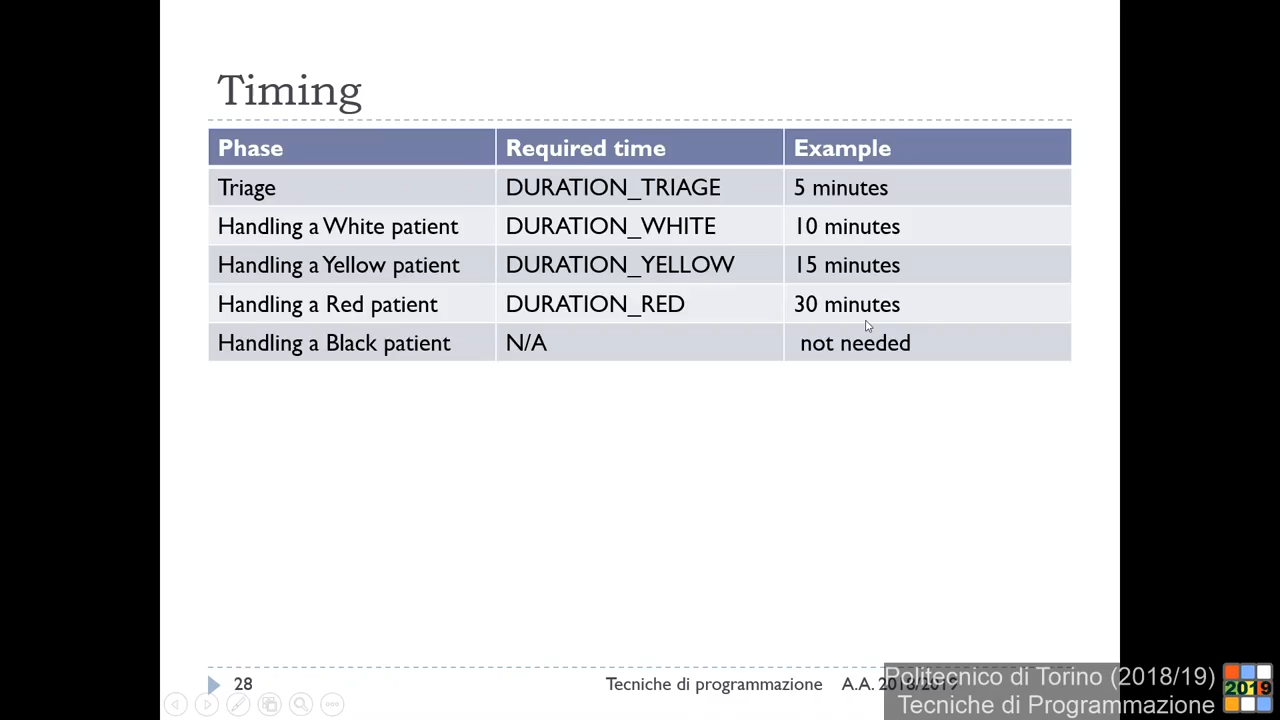 Timing
Phase Required time Example
Triage DURATION_TRIAGE 5 minutes
Handling a White patient DURATION_WHITE 10 minutes
Handling a Yellow patient DURATION_YELLOW 15 minutes
Handling a Red patient DURATION_RED 30 minutes
Handling a Black patient N/A not needed
28 Tecniche di programmazione A.A. 2018/2019
Politecnico di Torino (2018/19)
Tecniche di Programmazione
2019